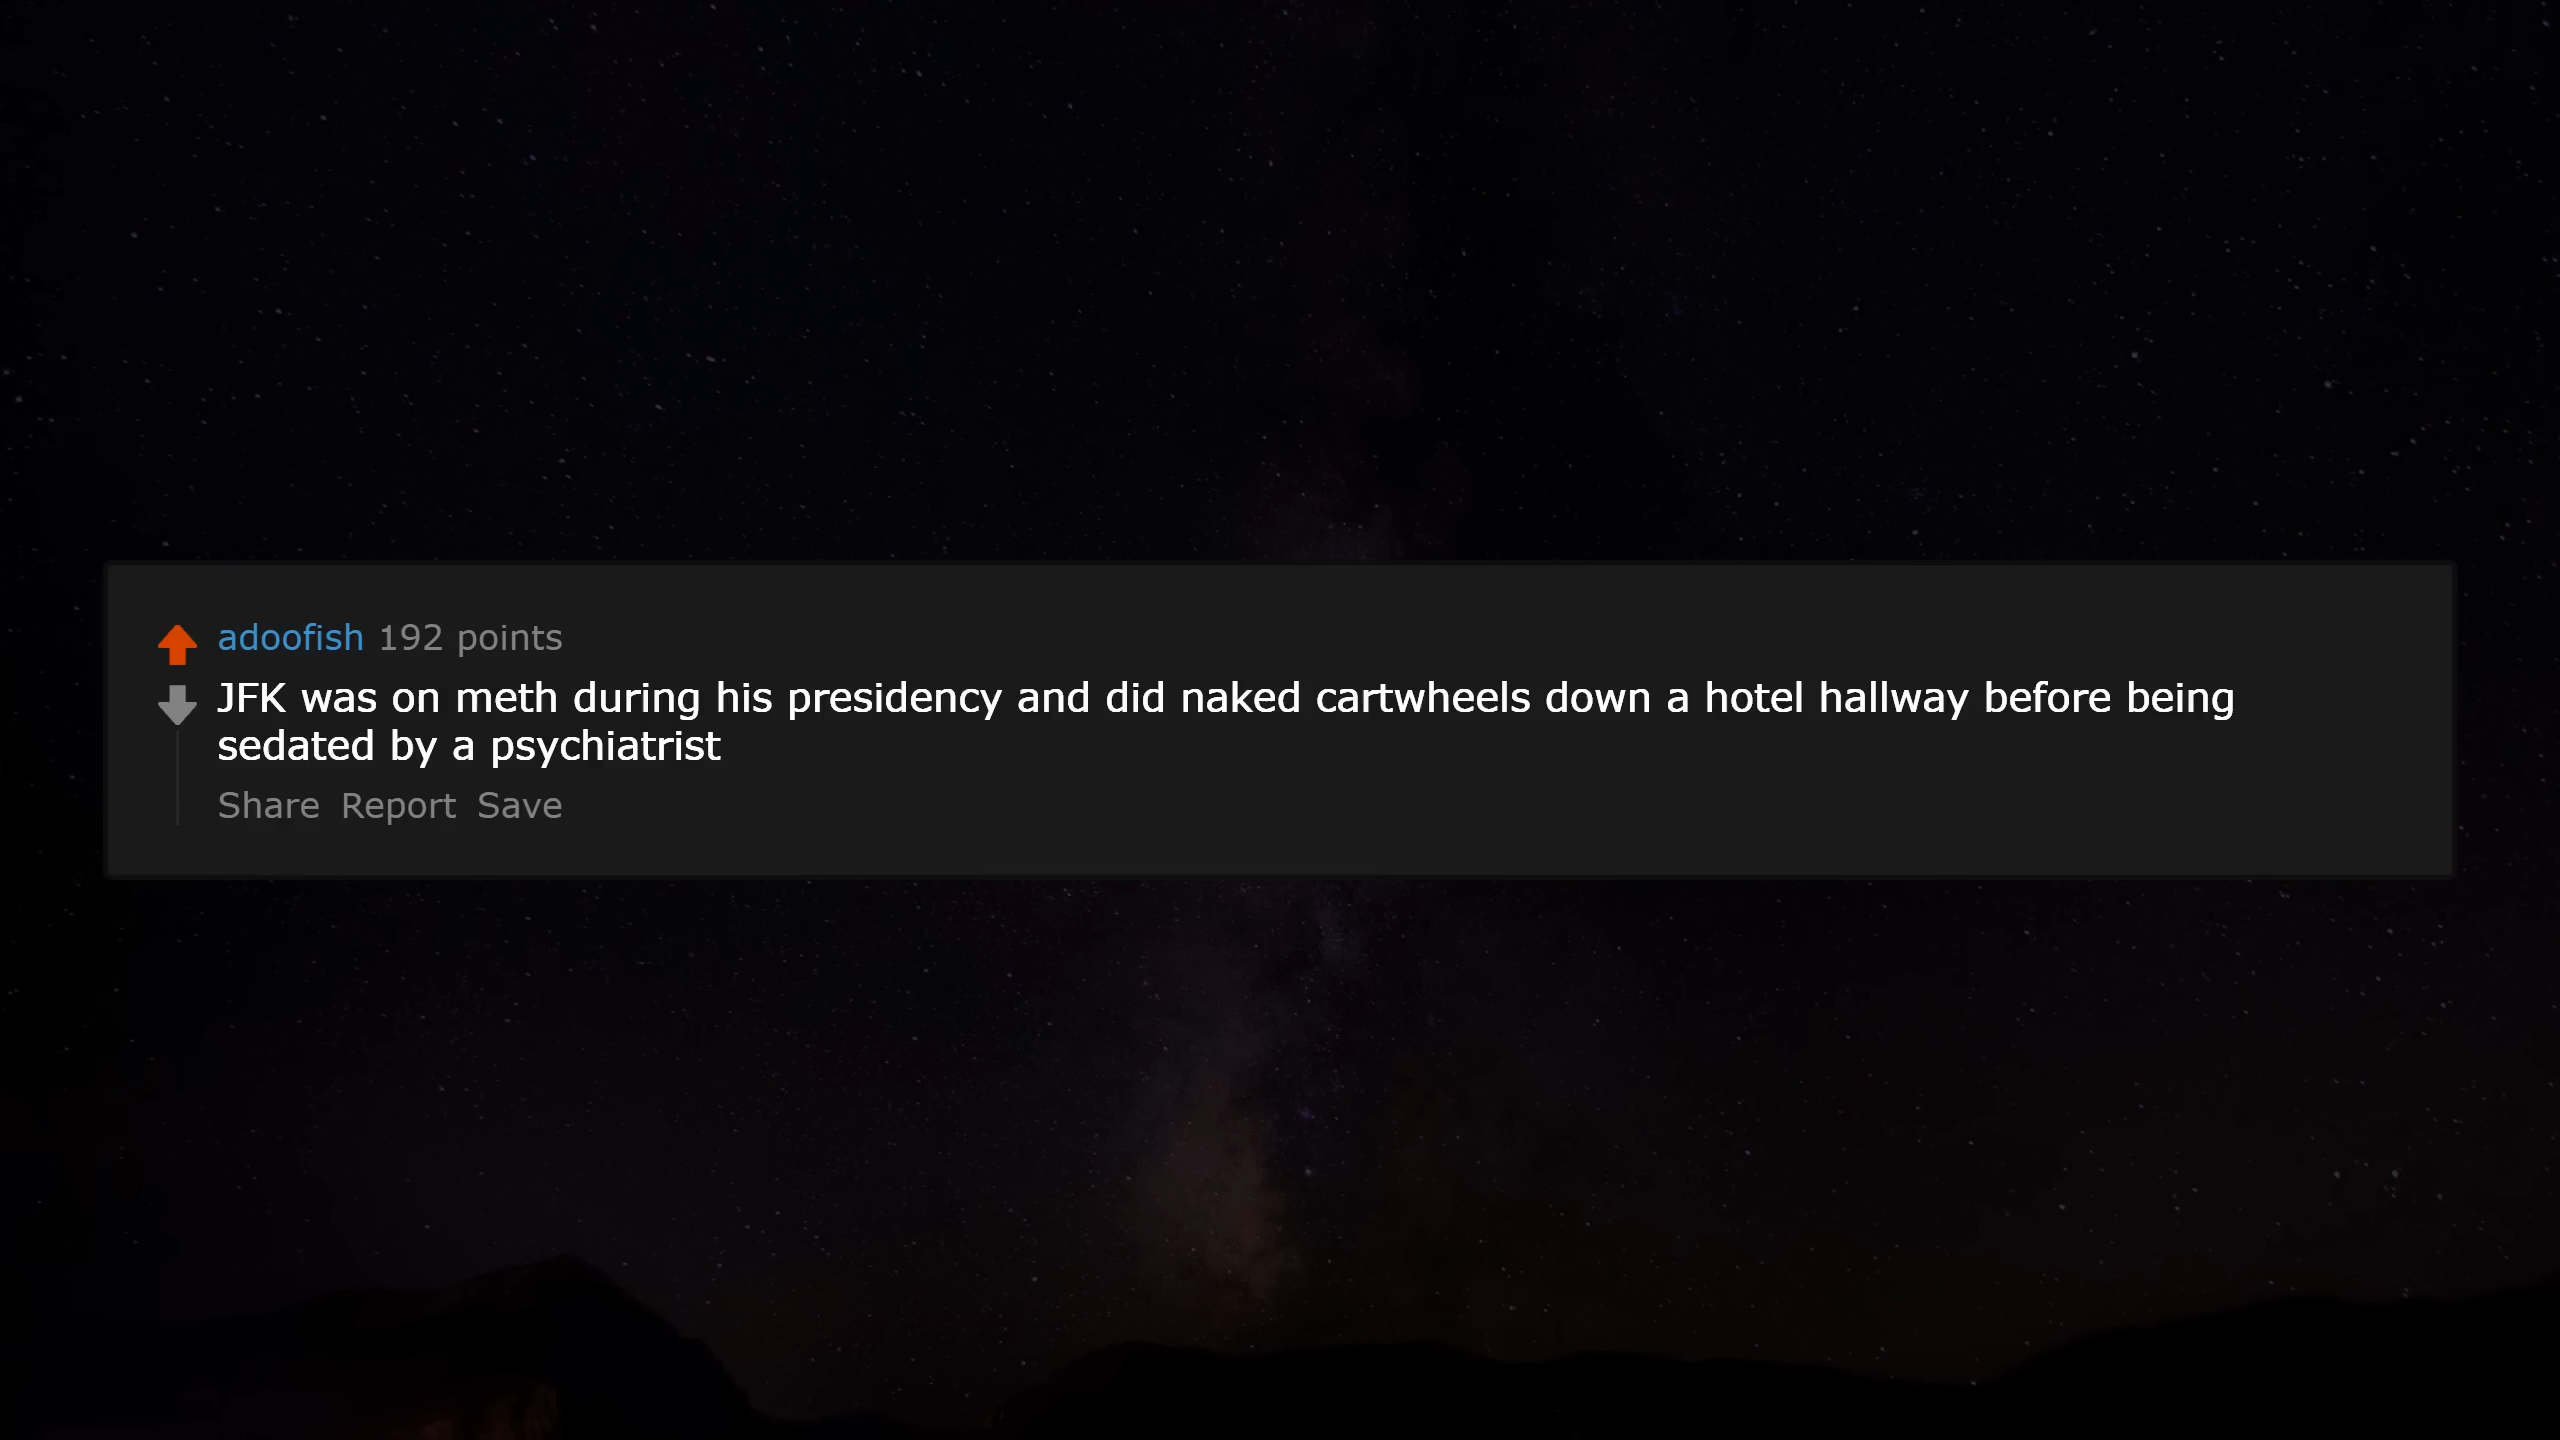 adoofish 192 points
JFK was on meth during his presidency and did naked cartwheels down a hotel hallway before being
sedated by a psychiatrist
Share Report Save